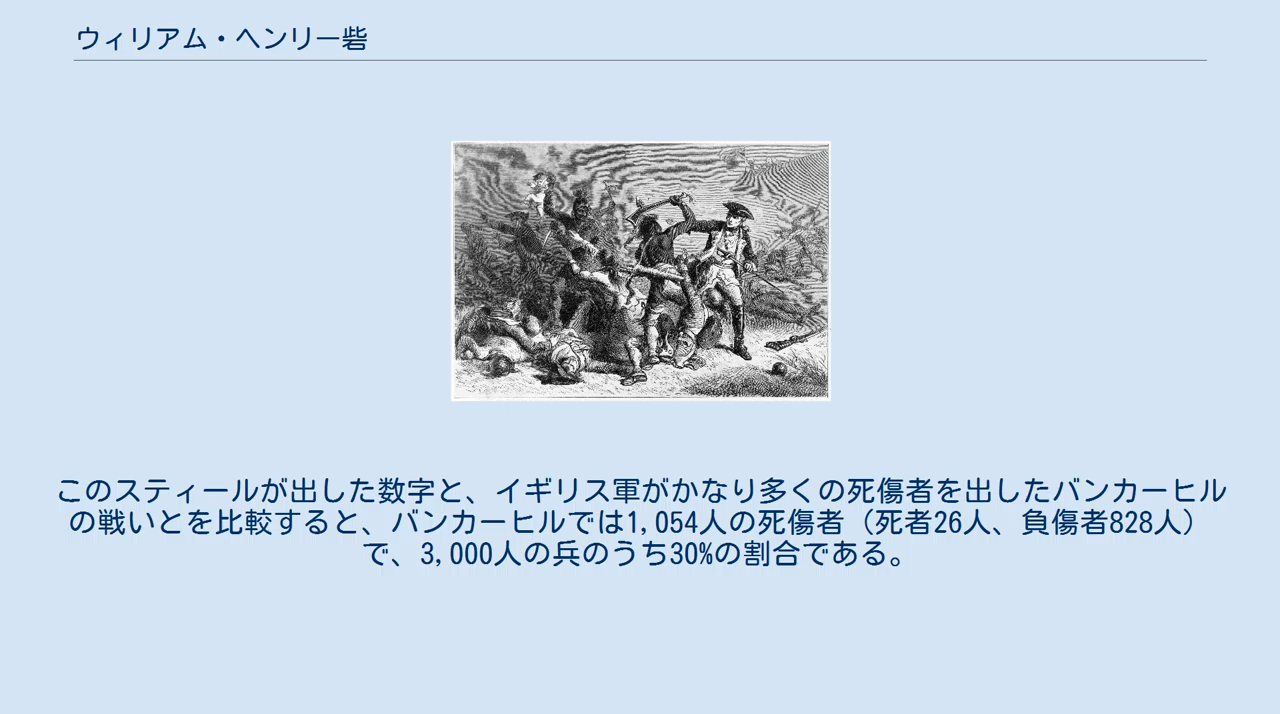 ウィリアム・ヘンリー砦
このスティールが出した数字と、イギリス軍がかなり多くの死傷者を出したバンカーヒル
の戦いとを比較すると、バンカーヒルでは1,054人の死傷者（死者26人、負傷者828人）
で、3,000人の兵のうち30%の割合である。